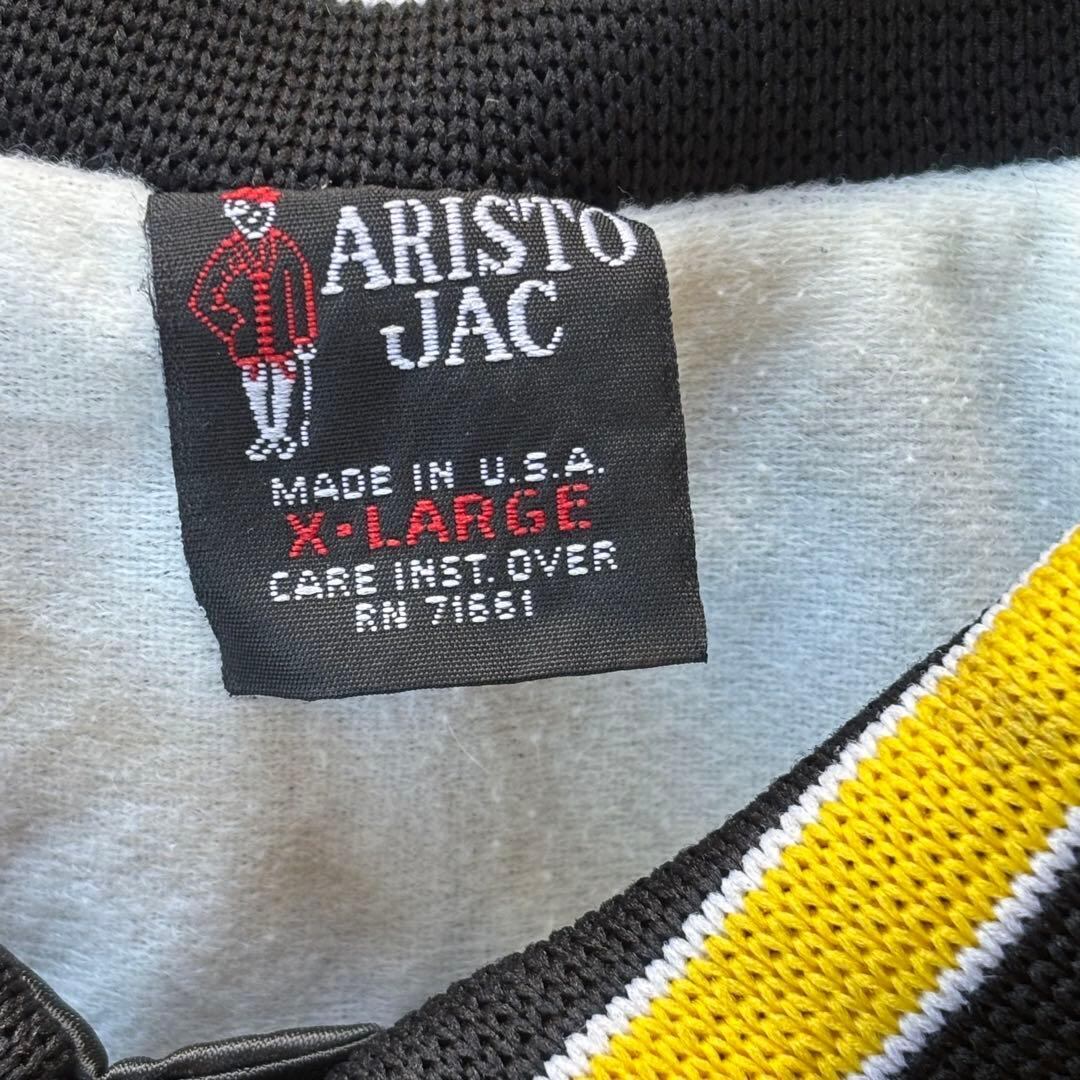 ARISTO
JAC
MADE IN U.S.A.
X-LARGE
CARE INST. OVER
RN 71661